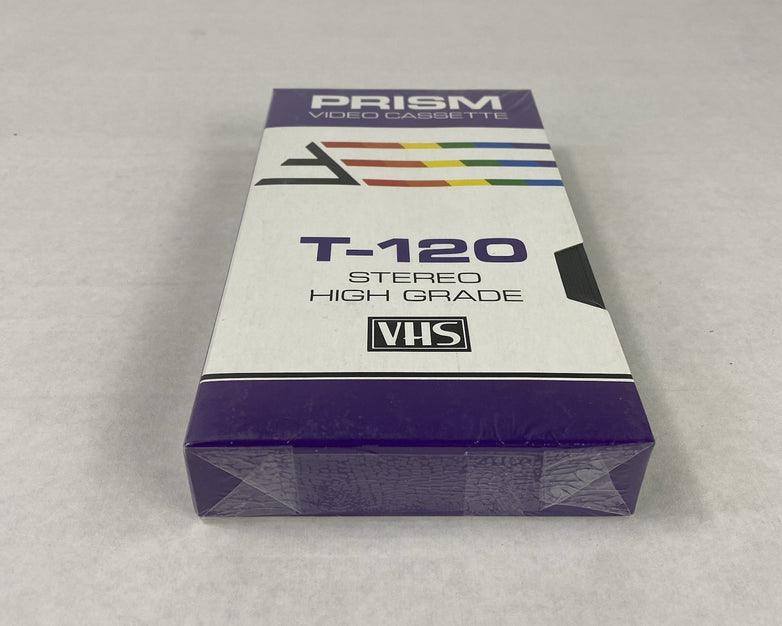 PRISM
VIDEO CASSETTE
T-120
STEREO
HIGH GRADE
VHS